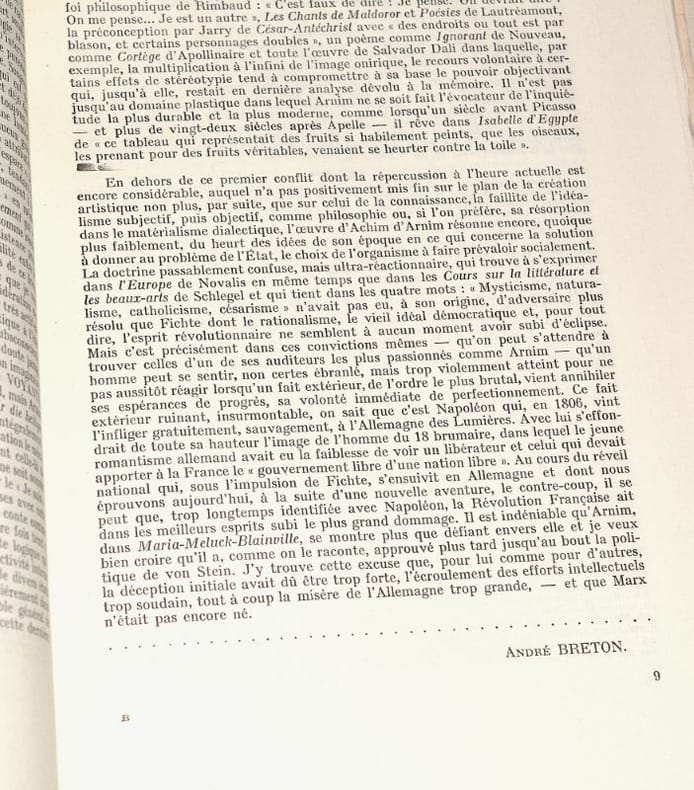 foi philosophique de Rimbaud : « C'est faux de dire : Je pense. On devrait dire :
On me pense... Je est un autre », Les Chants de Maldoror et Poésies de Lautréamont,
la préconception par Jarry de César-Antéchrist avec « des endroits ou tout est par
blason, et certains personnages doubles », un poème comme Ignorant de Nouveau,
comme Cortège d'Apollinaire et toute l'œuvre de Salvador Dali dans laquelle, par
exemple, la multiplication à l'infini de l'image onirique, le recours volontaire à cer-
tains effets de stéréotypie tend à compromettre à sa base le pouvoir objectivant
qui, jusqu'à elle, restait en dernière analyse dévolu à la mémoire. Il n'est pas
jusqu'au domaine plastique dans lequel Arnim ne se soit fait l'évocateur de l'inquié-
tude la plus durable et la plus moderne, comme lorsqu'un siècle avant Picasso
— et plus de vingt-deux siècles après Apelle — il rêve dans Isabelle d'Egypte
de « ce tableau qui représentait des fruits si habilement peints, que les oiseaux,
les prenant pour des fruits véritables, venaient se heurter contre la toile ».
En dehors de ce premier conflit dont la répercussion à l'heure actuelle est
encore considérable, auquel n'a pas positivement mis fin sur le plan de la création
artistique non plus, par suite, que sur celui de la connaissance, la faillite de l'idéa-
lisme subjectif, puis objectif, comme philosophie ou, si l'on préfère, sa résorption
dans le matérialisme dialectique, l'œuvre d'Achim d'Arnim résonne encore, quoique
plus faiblement, du heurt des idées de son époque en ce qui concerne la solution
à donner au problème de l'État, le choix de l'organisme à faire prévaloir socialement.
La doctrine passablement confuse, mais ultra-réactionnaire, qui trouve à s'exprimer
dans l'Europe de Novalis en même temps que dans les Cours sur la littérature et
les beaux-arts de Schlegel et qui tient dans les quatre mots : « Mysticisme, natura-
lisme, catholicisme, césarisme » n'avait pas eu, à son origine, d'adversaire plus
résolu que Fichte dont le rationalisme, le vieil idéal démocratique et, pour tout
dire, l'esprit révolutionnaire ne semblent à aucun moment avoir subi d'éclipse.
Mais c'est précisément dans ces convictions mêmes — qu'on peut s'attendre à
trouver celles d'un de ses auditeurs les plus passionnés comme Arnim — qu'un
homme peut se sentir, non certes ébranlé, mais trop violemment atteint pour ne
pas aussitôt réagir lorsqu'un fait extérieur, de l'ordre le plus brutal, vient annihiler
ses espérances de progrès, sa volonté immédiate de perfectionnement. Ce fait
extérieur ruinant, insurmontable, on sait que c'est Napoléon qui, en 1806, vint
l'infliger gratuitement, sauvagement, à l'Allemagne des Lumières. Avec lui s'effon-
drait de toute sa hauteur l'image de l'homme du 18 brumaire, dans lequel le jeune
romantisme allemand avait eu la faiblesse de voir un libérateur et celui qui devait
apporter à la France le « gouvernement libre d'une nation libre ». Au cours du réveil
national qui, sous l'impulsion de Fichte, s'ensuivit en Allemagne et dont nous
éprouvons aujourd'hui, à la suite d'une nouvelle aventure, le contre-coup, il se
peut que, trop longtemps identifiée avec Napoléon, la Révolution Française ait
dans les meilleurs esprits subi le plus grand dommage. Il est indéniable qu'Arnim,
dans Maria-Meluck-Blainville, se montre plus que défiant envers elle et je veux
bien croire qu'il a, comme on le raconte, approuvé plus tard jusqu'au bout la poli-
tique de von Stein. J'y trouve cette excuse que, pour lui comme pour d'autres,
la déception initiale avait dû être trop forte, l'écroulement des efforts intellectuels
trop soudain, tout à coup la misère de l'Allemagne trop grande, — et que Marx
n'était pas encore né.
André BRETON.
9
B